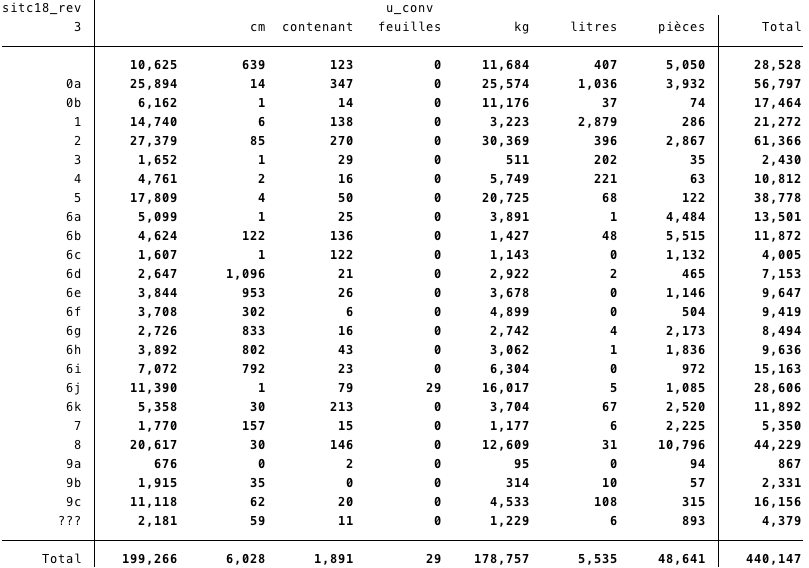 sitc18_rev u_conv
3 cm contenant feuilles kg litres pièces Total
10,625 639 123 0 11,684 407 5,050 28,528
0a 25,894 14 347 0 25,574 1,036 3,932 56,797
0b 6,162 1 14 0 11,176 37 74 17,464
1 14,740 6 138 0 3,223 2,879 286 21,272
2 27,379 85 270 0 30,369 396 2,867 61,366
3 1,652 1 29 0 511 202 35 2,430
4 4,761 2 16 0 5,749 221 63 10,812
5 17,809 4 50 0 20,725 68 122 38,778
6a 5,099 1 25 0 3,891 1 4,484 13,501
6b 4,624 122 136 0 1,427 48 5,515 11,872
6c 1,607 1 122 0 1,143 0 1,132 4,005
6d 2,647 1,096 21 0 2,922 2 465 7,153
6e 3,844 953 26 0 3,678 0 1,146 9,647
6f 3,708 302 6 0 4,899 0 504 9,419
6g 2,726 833 16 0 2,742 4 2,173 8,494
6h 3,892 802 43 0 3,062 1 1,836 9,636
6i 7,072 792 23 0 6,304 0 972 15,163
6j 11,390 1 79 29 16,017 5 1,085 28,606
6k 5,358 30 213 0 3,704 67 2,520 11,892
7 1,770 157 15 0 1,177 6 2,225 5,350
8 20,617 30 146 0 12,609 31 10,796 44,229
9a 676 0 2 0 95 0 94 867
9b 1,915 35 0 0 314 10 57 2,331
9c 11,118 62 20 0 4,533 108 315 16,156
??? 2,181 59 11 0 1,229 6 893 4,379
Total 199,266 6,028 1,891 29 178,757 5,535 48,641 440,147